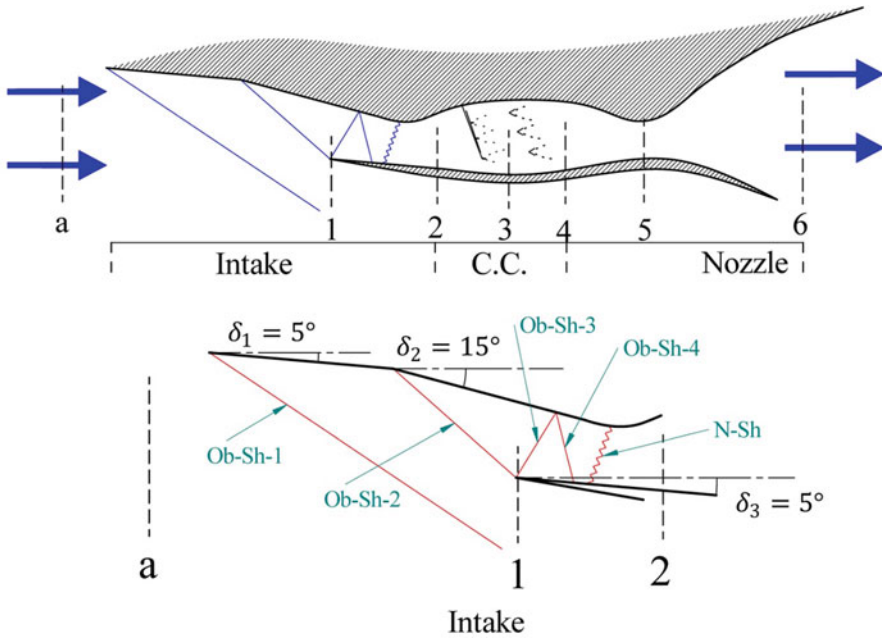 a
1
2
3
4
5
6
Intake
C.C.
Nozzle
δ₁ = 5°
δ₂ = 15°
Ob-Sh-3
Ob-Sh-4
N-Sh
Ob-Sh-1
Ob-Sh-2
δ₃ = 5°
a
1
2
Intake